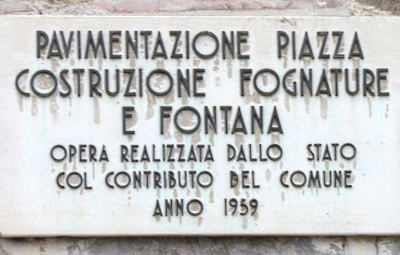 PAVIMENTAZIONE PIAZZA
COSTRUZIONE FOGNATURE
E FONTANA
OPERA REALIZZATA DALLO STATO
COL CONTRIBUTO DEL COMUNE
ANNO 1959